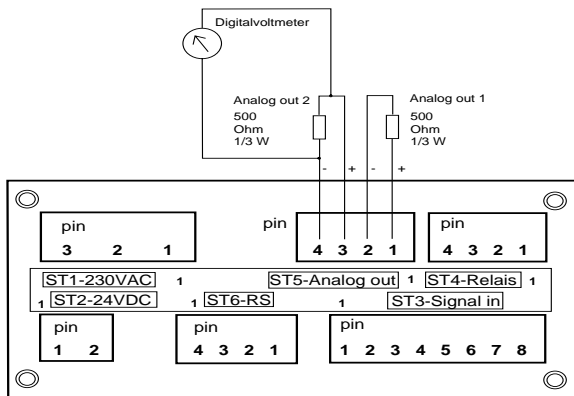 Digitalvoltmeter
Analog out 2
500
Ohm
1/3 W
Analog out 1
500
Ohm
1/3 W
- + - +
pin
3 2 1
pin
4 3 2 1
pin
4 3 2 1
ST1-230VAC 1 ST5-Analog out 1 ST4-Relais 1
1 ST2-24VDC 1 ST6-RS 1 ST3-Signal in
pin
1 2
pin
4 3 2 1
pin
1 2 3 4 5 6 7 8